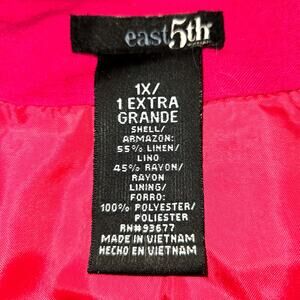 east5th
1X/
1 EXTRA
GRANDE
SHELL/
ARMAZON:
55% LINEN/
LINO
45% RAYON/
RAYON
LINING/
FORRO:
100% POLYESTER/
POLIESTER
RN#93677
MADE IN VIETNAM
HECHO EN VIETNAM